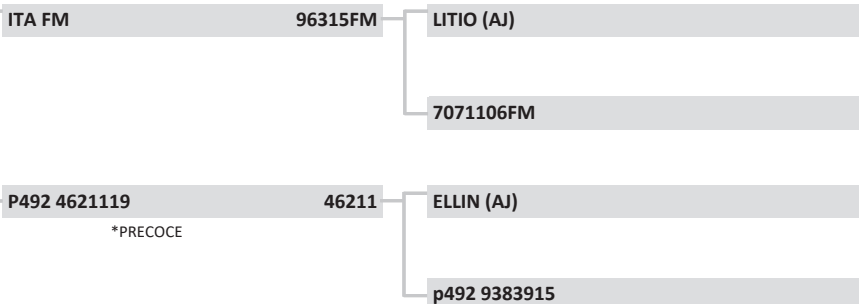 ITA FM 96315FM LITIO (AJ)
7071106FM
P492 4621119 46211 ELLIN (AJ)
*PRECOCE
p492 9383915